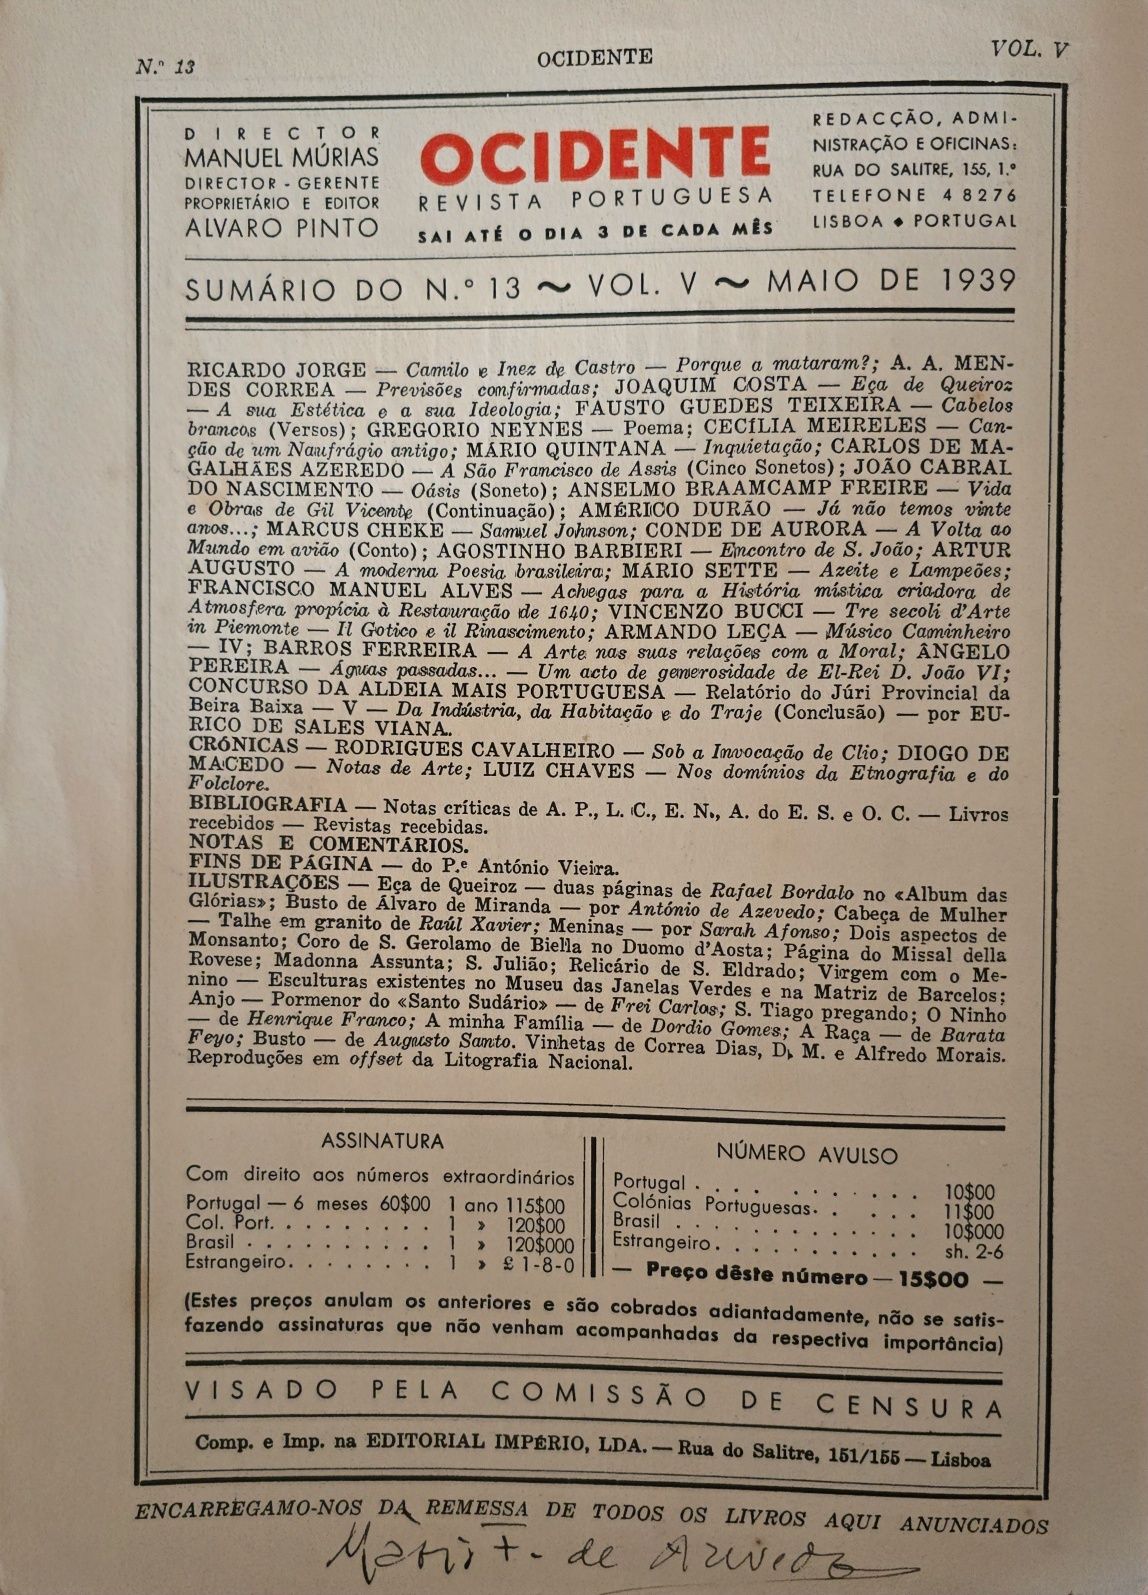 N.º 13
OCIDENTE
VOL. V
DIRECTOR
MANUEL MÚRIAS
DIRECTOR - GERENTE
PROPRIETÁRIO E EDITOR
ALVARO PINTO
OCIDENTE
REVISTA PORTUGUESA
SAI ATÉ O DIA 3 DE CADA MÊS
REDACÇÃO, ADMI-
NISTRAÇÃO E OFICINAS:
RUA DO SALITRE, 155, 1.º
TELEFONE 4 8276
LISBOA ◆ PORTUGAL
SUMÁRIO DO N.º 13 ~ VOL. V ~ MAIO DE 1939
RICARDO JORGE — Camilo e Inez de Castro — Porque a mataram?; A. A. MEN-
DES CORREA — Previsões confirmadas; JOAQUIM COSTA — Eça de Queiroz
— A sua Estética e a sua Ideologia; FAUSTO GUEDES TEIXEIRA — Cabelos
brancos (Versos); GREGORIO NEYNES — Poema; CECÍLIA MEIRELES — Can-
ção de um Naufrágio antigo; MÁRIO QUINTANA — Inquietação; CARLOS DE MA-
GALHÃES AZEREDO — A São Francisco de Assis (Cinco Sonetos); JOÃO CABRAL
DO NASCIMENTO — Oásis (Soneto); ANSELMO BRAAMCAMP FREIRE — Vida
e Obras de Gil Vicente (Continuação); AMÉRICO DURÃO — Já não temos vinte
anos...; MARCUS CHEKE — Samuel Johnson; CONDE DE AURORA — A Volta ao
Mundo em avião (Conto); AGOSTINHO BARBIERI — Encontro de S. João; ARTUR
AUGUSTO — A moderna Poesia brasileira; MÁRIO SETTE — Azeite e Lampeões;
FRANCISCO MANUEL ALVES — Achegas para a História mística criadora de
Atmosfera propícia à Restauração de 1640; VINCENZO BUCCI — Tre secoli d'Arte
in Piemonte — Il Gotico e il Rinascimento; ARMANDO LEÇA — Músico Caminheiro
— IV; BARROS FERREIRA — A Arte nas suas relações com a Moral; ÂNGELO
PEREIRA — Águas passadas... — Um acto de generosidade de El-Rei D. João VI;
CONCURSO DA ALDEIA MAIS PORTUGUESA — Relatório do Júri Provincial da
Beira Baixa — V — Da Indústria, da Habitação e do Traje (Conclusão) — por EU-
RICO DE SALES VIANA.
CRÓNICAS — RODRIGUES CAVALHEIRO — Sob a Invocação de Clio; DIOGO DE
MACEDO — Notas de Arte; LUIZ CHAVES — Nos domínios da Etnografia e do
Folclore.
BIBLIOGRAFIA — Notas críticas de A. P., L. C., E. N., A. do E. S. e O. C. — Livros
recebidos — Revistas recebidas.
NOTAS E COMENTÁRIOS.
FINS DE PÁGINA — do P.e António Vieira.
ILUSTRAÇÕES — Eça de Queiroz — duas páginas de Rafael Bordalo no «Album das
Glórias»; Busto de Álvaro de Miranda — por António de Azevedo; Cabeça de Mulher
— Talhe em granito de Raúl Xavier; Meninas — por Sarah Afonso; Dois aspectos de
Monsanto; Coro de S. Gerolamo de Biella no Duomo d'Aosta; Página do Missal della
Rovese; Madonna Assunta; S. Julião; Relicário de S. Eldrado; Virgem com o Me-
nino — Esculturas existentes no Museu das Janelas Verdes e na Matriz de Barcelos;
Anjo — Pormenor do «Santo Sudário» — de Frei Carlos; S. Tiago pregando; O Ninho
— de Henrique Franco; A minha Família — de Dordio Gomes; A Raça — de Barata
Feyo; Busto — de Augusto Santo. Vinhetas de Correa Dias, D. M. e Alfredo Morais.
Reproduções em offset da Litografia Nacional.
ASSINATURA
Com direito aos números extraordinários
Portugal — 6 meses 60$00 1 ano 115$00
Col. Port. . . . . . . . . . 1 » 120$00
Brasil . . . . . . . . . . 1 » 120$000
Estrangeiro. . . . . . . . 1 » £ 1-8-0
NÚMERO AVULSO
Portugal . . . . . . . . . . 10$00
Colónias Portuguesas. . . . . 11$00
Brasil . . . . . . . . . . . 10$000
Estrangeiro. . . . . . . . . . sh. 2-6
— Preço dêste número — 15$00 —
(Estes preços anulam os anteriores e são cobrados adiantadamente, não se satis-
fazendo assinaturas que não venham acompanhadas da respectiva importância)
VISADO PELA COMISSÃO DE CENSURA
Comp. e Imp. na EDITORIAL IMPÉRIO, LDA. — Rua do Salitre, 151/155 — Lisboa
ENCARREGAMO-NOS DA REMESSA DE TODOS OS LIVROS AQUI ANUNCIADOS
Mario F. de Azevedo